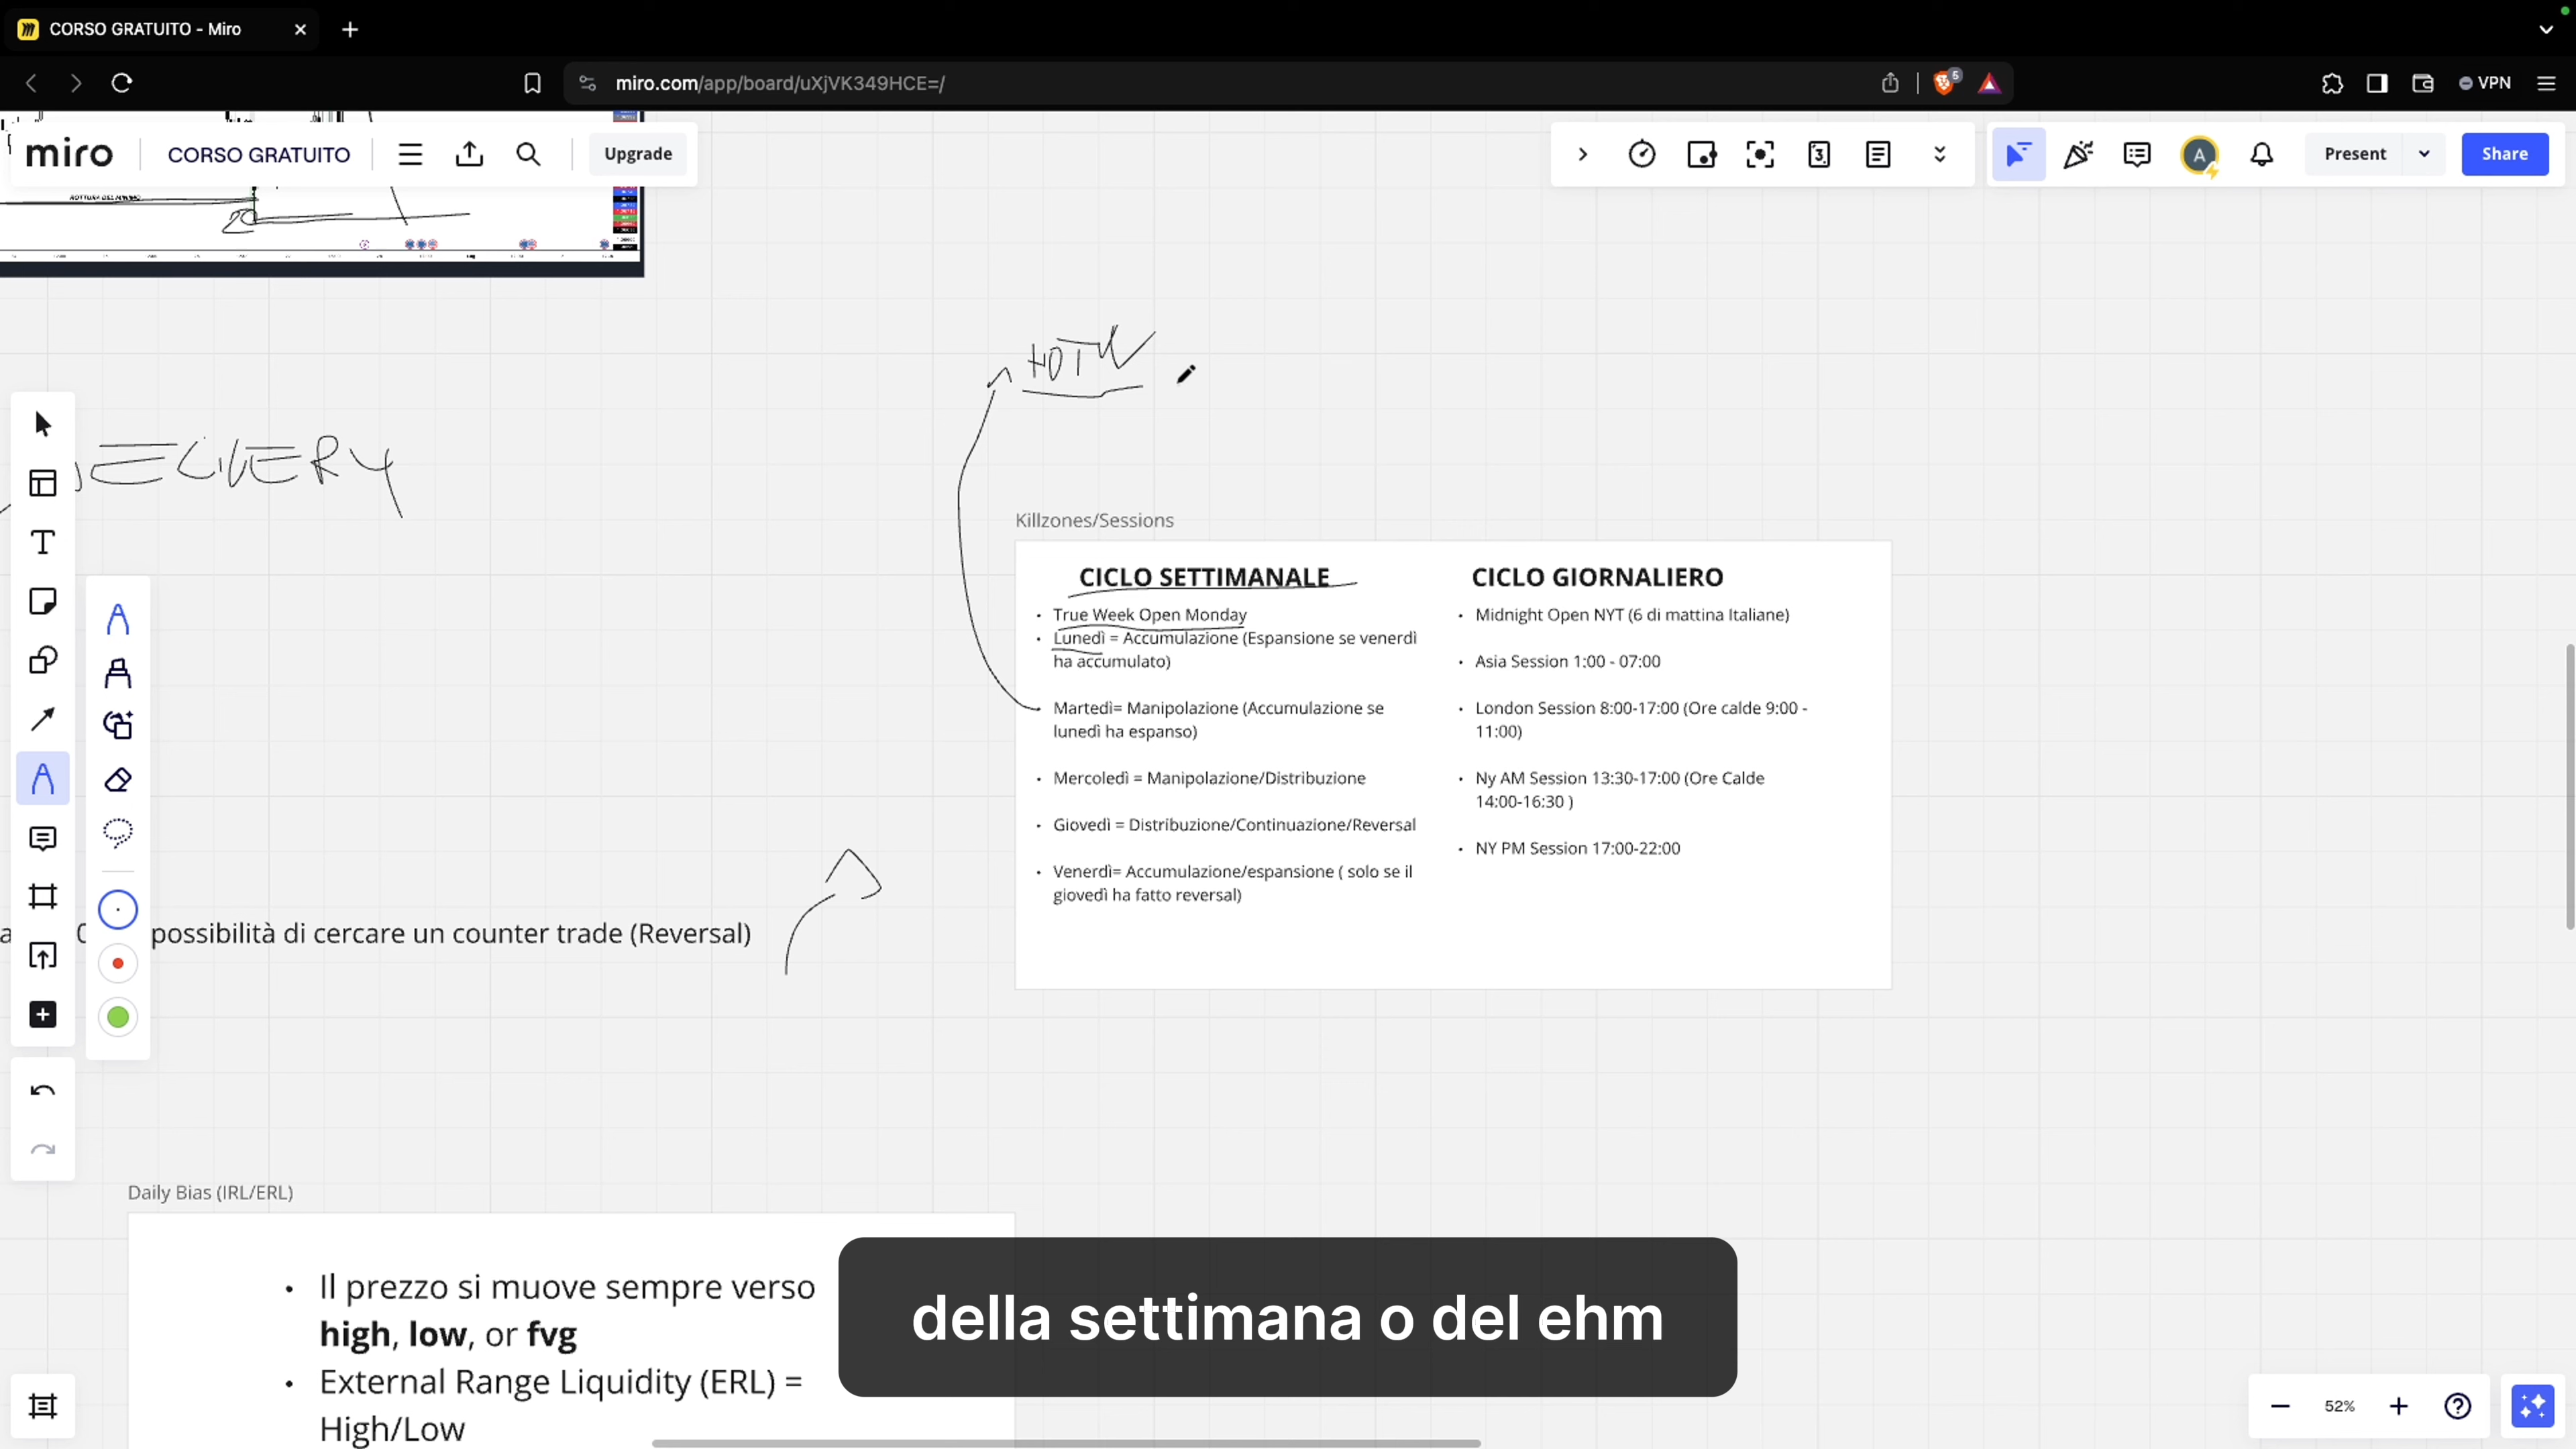 CORSO GRATUITO - Miro
miro.com/app/board/uXjVK349HCE=/
5
VPN
miro
CORSO GRATUITO
Upgrade
3
A
Present
Share
ROTTURA DEL MINIMO
DELIVERY
Killzones/Sessions
CICLO SETTIMANALE
• True Week Open Monday
• Lunedì = Accumulazione (Espansione se venerdì
ha accumulato)
• Martedì= Manipolazione (Accumulazione se
lunedì ha espanso)
• Mercoledì = Manipolazione/Distribuzione
• Giovedì = Distribuzione/Continuazione/Reversal
• Venerdì= Accumulazione/espansione ( solo se il
giovedì ha fatto reversal)
CICLO GIORNALIERO
• Midnight Open NYT (6 di mattina Italiane)
• Asia Session 1:00 - 07:00
• London Session 8:00-17:00 (Ore calde 9:00 -
11:00)
• Ny AM Session 13:30-17:00 (Ore Calde
14:00-16:30 )
• NY PM Session 17:00-22:00
possibilità di cercare un counter trade (Reversal)
Daily Bias (IRL/ERL)
• Il prezzo si muove sempre verso
high, low, or fvg
• External Range Liquidity (ERL) =
High/Low
della settimana o del ehm
52%